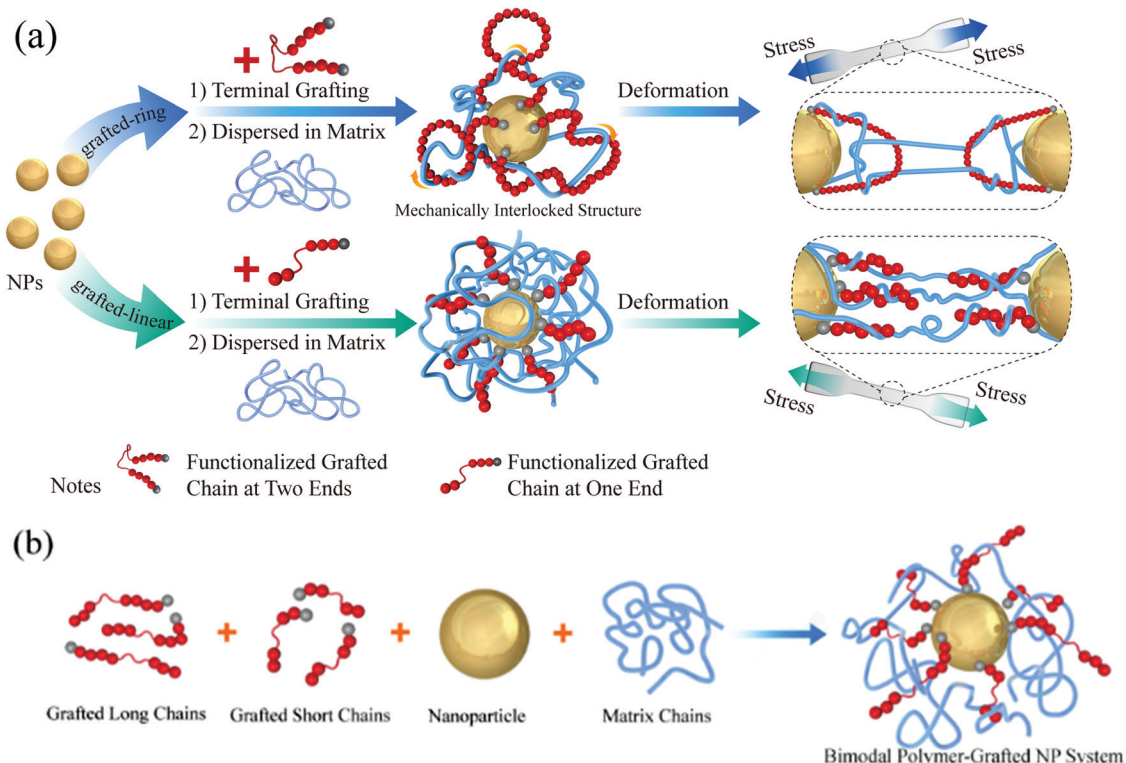 (a)
+
1) Terminal Grafting
2) Dispersed in Matrix
grafted-ring
Mechanically Interlocked Structure
Deformation
Stress
Stress
NPs
grafted-linear
+
1) Terminal Grafting
2) Dispersed in Matrix
Deformation
Stress
Stress
Notes
Functionalized Grafted
Chain at Two Ends
Functionalized Grafted
Chain at One End
(b)
+
+
+
Grafted Long Chains
Grafted Short Chains
Nanoparticle
Matrix Chains
Bimodal Polymer-Grafted NP System